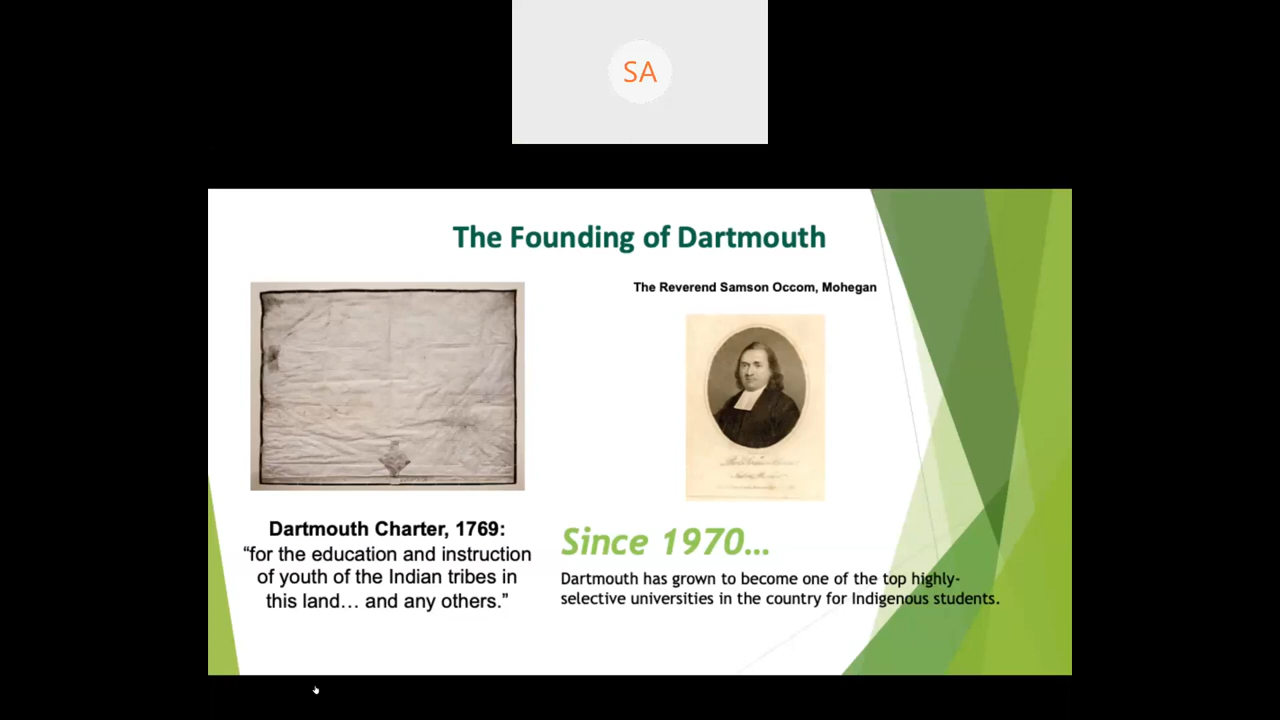 SA
The Founding of Dartmouth
The Reverend Samson Occom, Mohegan
Dartmouth Charter, 1769:
“for the education and instruction
of youth of the Indian tribes in
this land… and any others.”
Since 1970…
Dartmouth has grown to become one of the top highly-
selective universities in the country for Indigenous students.